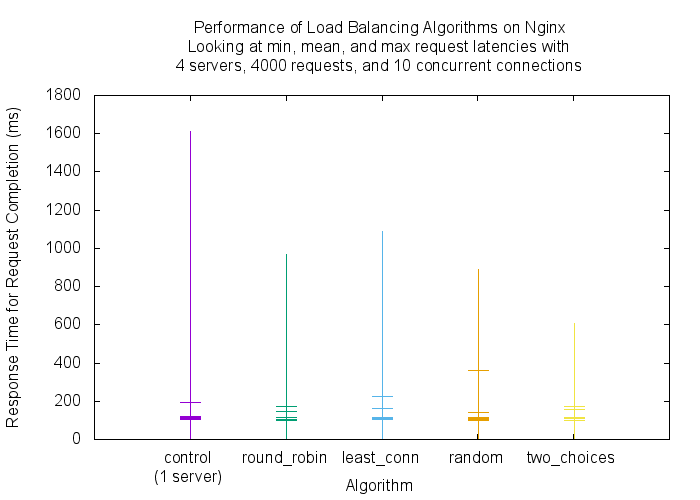 Performance of Load Balancing Algorithms on Nginx
Looking at min, mean, and max request latencies with
4 servers, 4000 requests, and 10 concurrent connections
Response Time for Request Completion (ms)
1800
1600
1400
1200
1000
800
600
400
200
0
control round_robin least_conn random two_choices
(1 server)
Algorithm